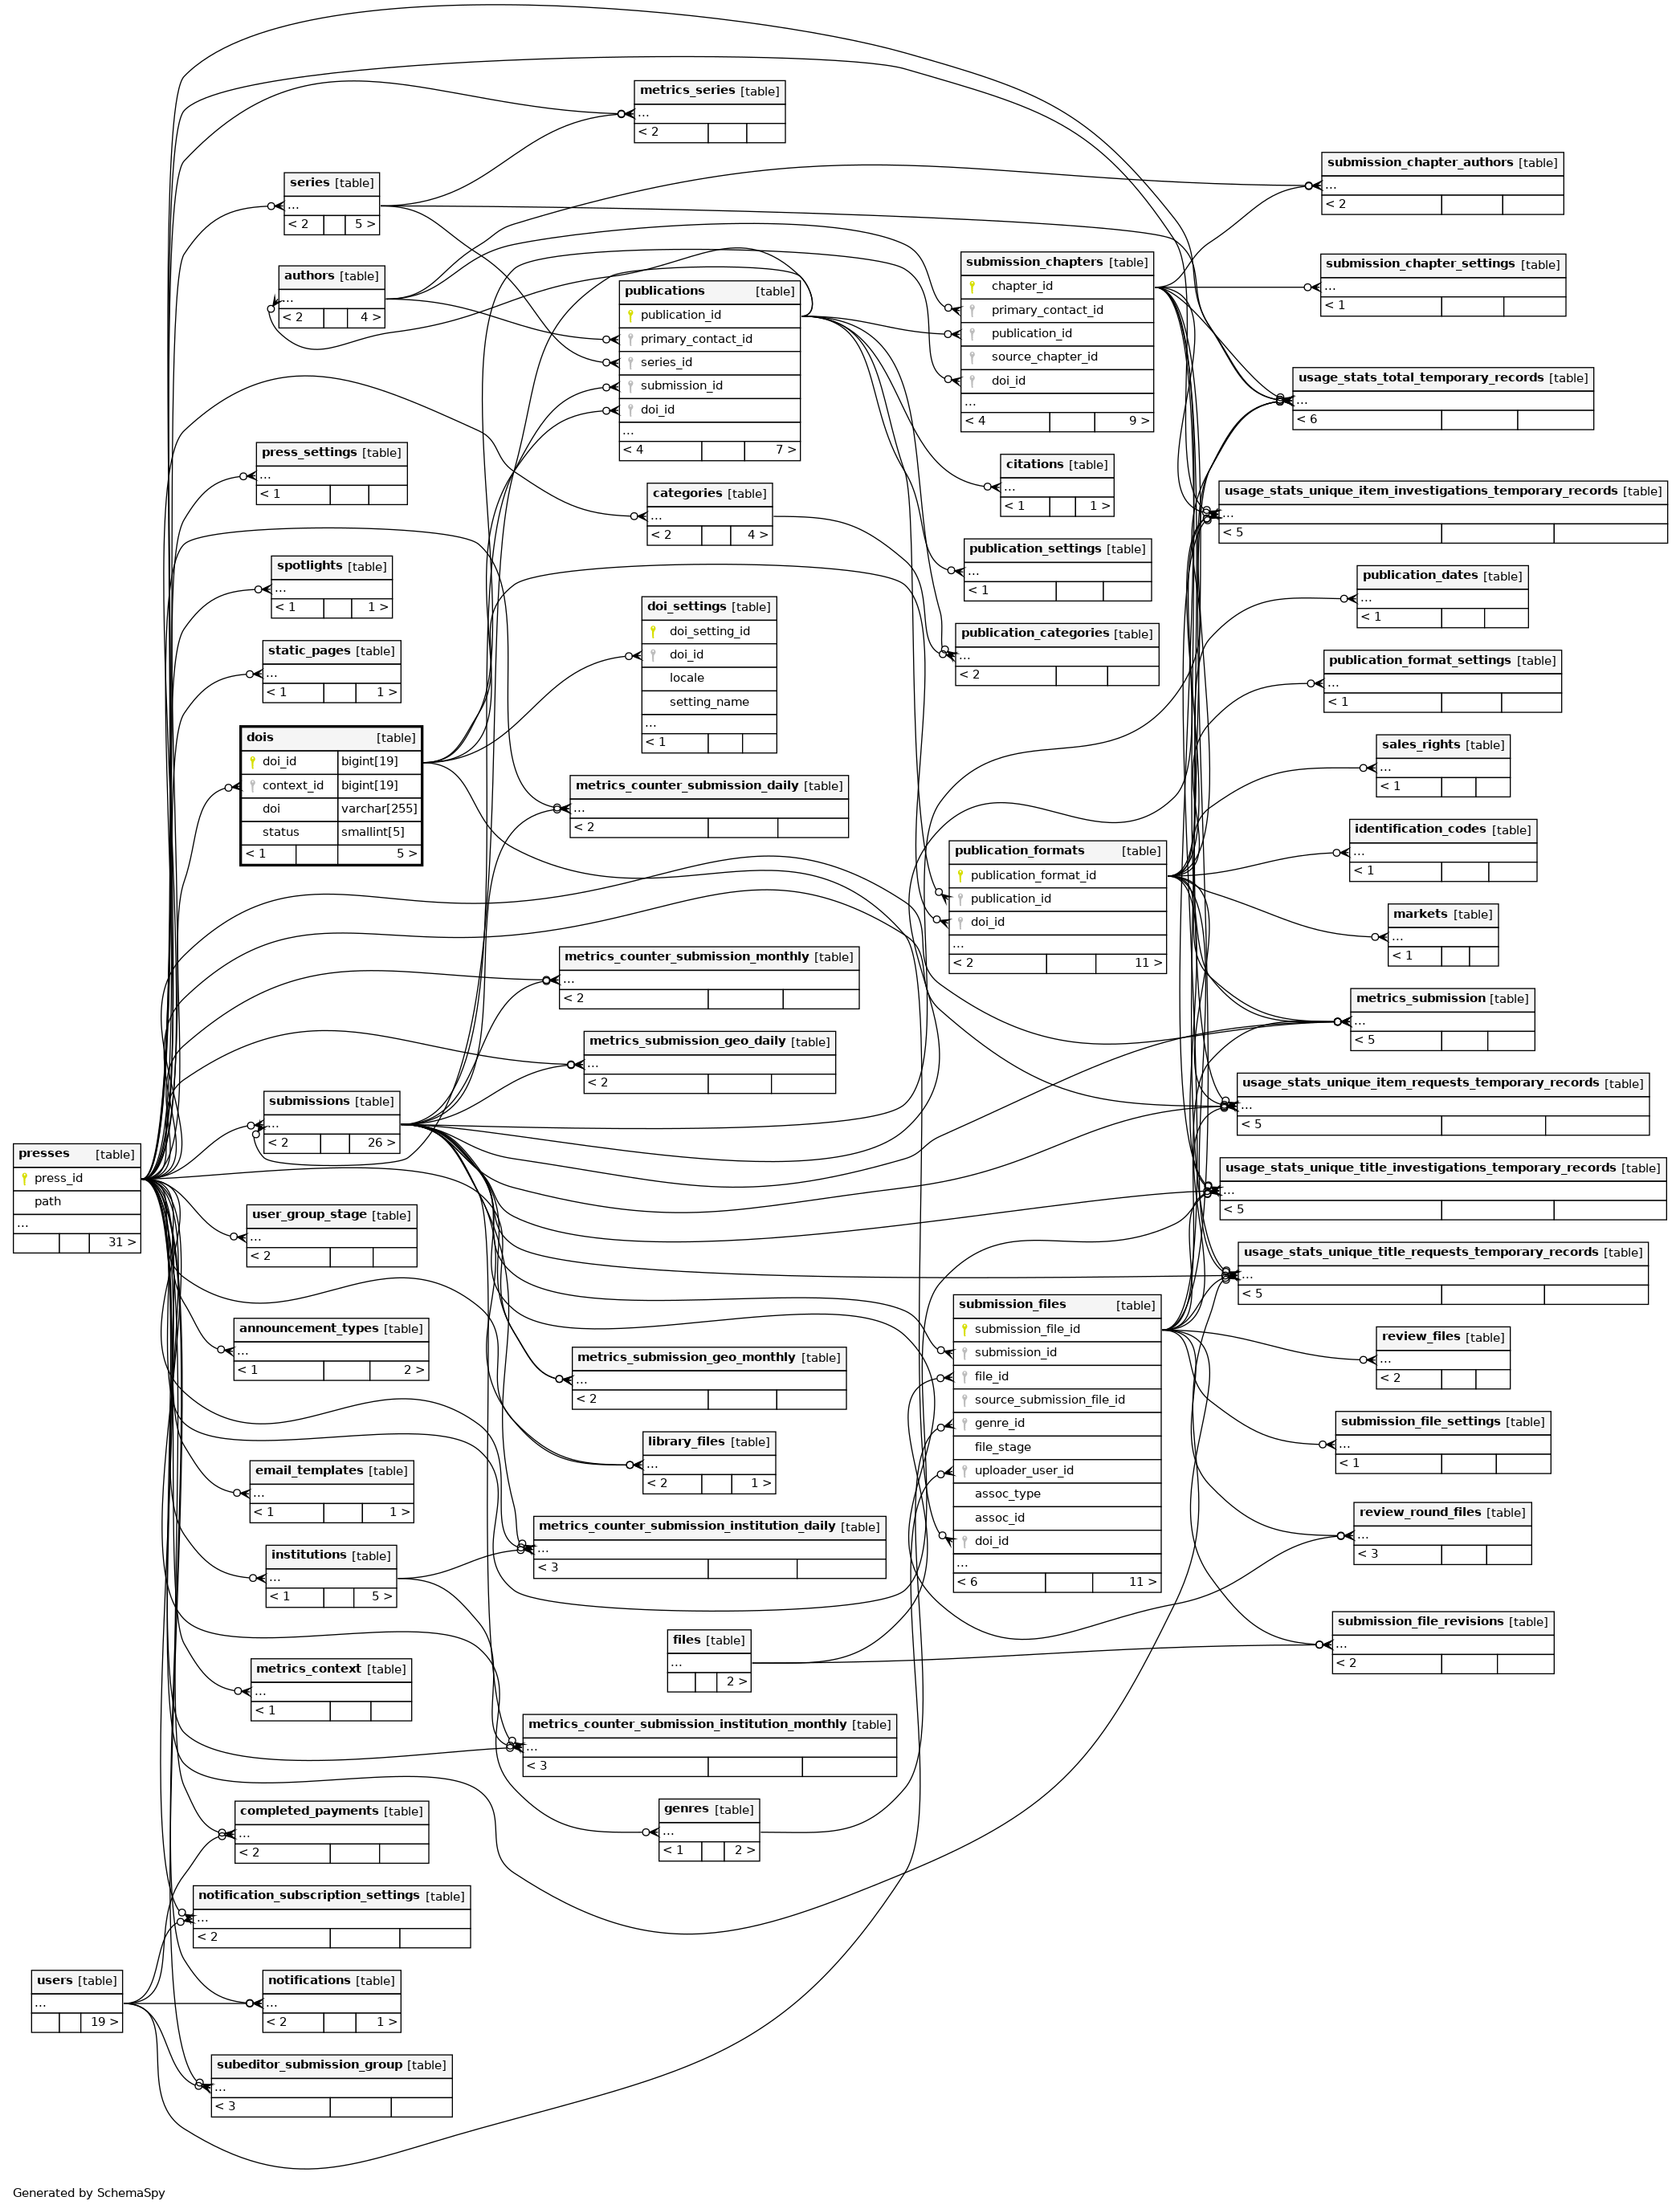 metrics_series [table]
...
< 2
submission_chapter_authors [table]
...
< 2
series [table]
...
< 2 5 >
submission_chapters [table]
chapter_id
primary_contact_id
publication_id
source_chapter_id
doi_id
...
< 4 9 >
submission_chapter_settings [table]
...
< 1
authors [table]
...
< 2 4 >
publications [table]
publication_id
primary_contact_id
series_id
submission_id
doi_id
...
< 4 7 >
usage_stats_total_temporary_records [table]
...
< 6
press_settings [table]
...
< 1
citations [table]
...
< 1 1 >
categories [table]
...
< 2 4 >
usage_stats_unique_item_investigations_temporary_records [table]
...
< 5
publication_settings [table]
...
< 1
spotlights [table]
...
< 1 1 >
publication_dates [table]
...
< 1
doi_settings [table]
doi_setting_id
doi_id
locale
setting_name
...
< 1
publication_categories [table]
...
< 2
static_pages [table]
...
< 1 1 >
publication_format_settings [table]
...
< 1
dois [table]
doi_id bigint[19]
context_id bigint[19]
doi varchar[255]
status smallint[5]
< 1 5 >
sales_rights [table]
...
< 1
metrics_counter_submission_daily [table]
...
< 2
identification_codes [table]
...
< 1
publication_formats [table]
publication_format_id
publication_id
doi_id
...
< 2 11 >
markets [table]
...
< 1
metrics_counter_submission_monthly [table]
...
< 2
metrics_submission [table]
...
< 5
metrics_submission_geo_daily [table]
...
< 2
usage_stats_unique_item_requests_temporary_records [table]
...
< 5
submissions [table]
...
< 2 26 >
presses [table]
press_id
path
...
31 >
usage_stats_unique_title_investigations_temporary_records [table]
...
< 5
user_group_stage [table]
...
< 2
usage_stats_unique_title_requests_temporary_records [table]
...
< 5
submission_files [table]
submission_file_id
submission_id
file_id
source_submission_file_id
genre_id
file_stage
uploader_user_id
assoc_type
assoc_id
doi_id
...
< 6 11 >
announcement_types [table]
...
< 1 2 >
review_files [table]
...
< 2
metrics_submission_geo_monthly [table]
...
< 2
submission_file_settings [table]
...
< 1
library_files [table]
...
< 2 1 >
email_templates [table]
...
< 1 1 >
review_round_files [table]
...
< 3
metrics_counter_submission_institution_daily [table]
...
< 3
institutions [table]
...
< 1 5 >
submission_file_revisions [table]
...
< 2
files [table]
...
2 >
metrics_context [table]
...
< 1
metrics_counter_submission_institution_monthly [table]
...
< 3
genres [table]
...
< 1 2 >
completed_payments [table]
...
< 2
notification_subscription_settings [table]
...
< 2
users [table]
...
19 >
notifications [table]
...
< 2 1 >
subeditor_submission_group [table]
...
< 3
Generated by SchemaSpy